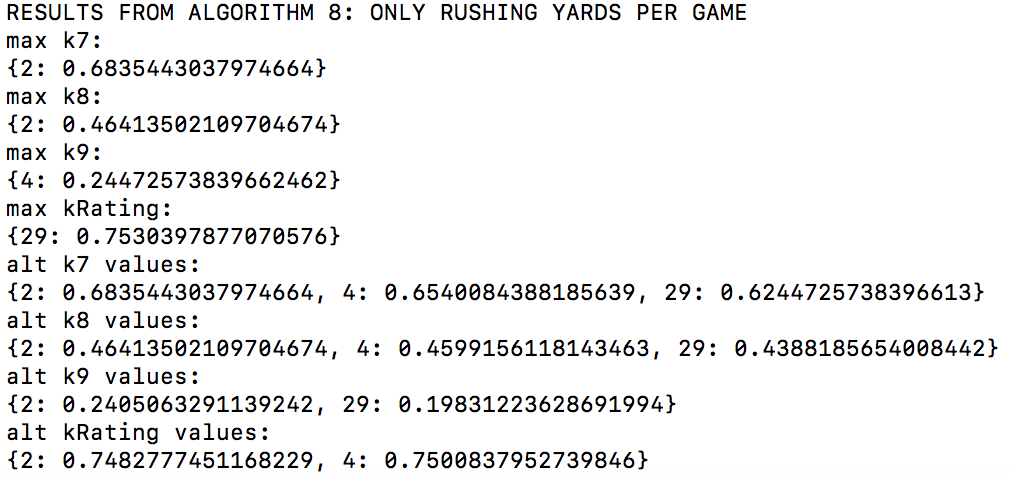 RESULTS FROM ALGORITHM 8: ONLY RUSHING YARDS PER GAME
max k7:
{2: 0.6835443037974664}
max k8:
{2: 0.46413502109704674}
max k9:
{4: 0.24472573839662462}
max kRating:
{29: 0.7530397877070576}
alt k7 values:
{2: 0.6835443037974664, 4: 0.6540084388185639, 29: 0.6244725738396613}
alt k8 values:
{2: 0.46413502109704674, 4: 0.4599156118143463, 29: 0.4388185654008442}
alt k9 values:
{2: 0.2405063291139242, 29: 0.19831223628691994}
alt kRating values:
{2: 0.7482777451168229, 4: 0.7500837952739846}